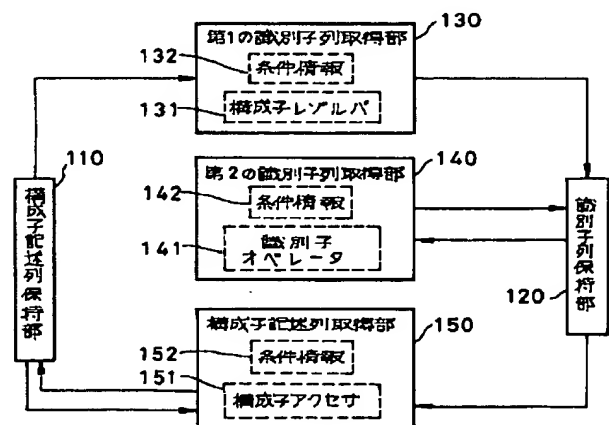 第1の識別子列取得部
130
132
条件情報
131
構成子レゾルバ
110
構成子記述列保持部
第2の識別子列取得部
140
142
条件情報
141
識別子
オペレータ
識別子列保持部
120
構成子記述列取得部
150
152
条件情報
151
構成子アクセサ